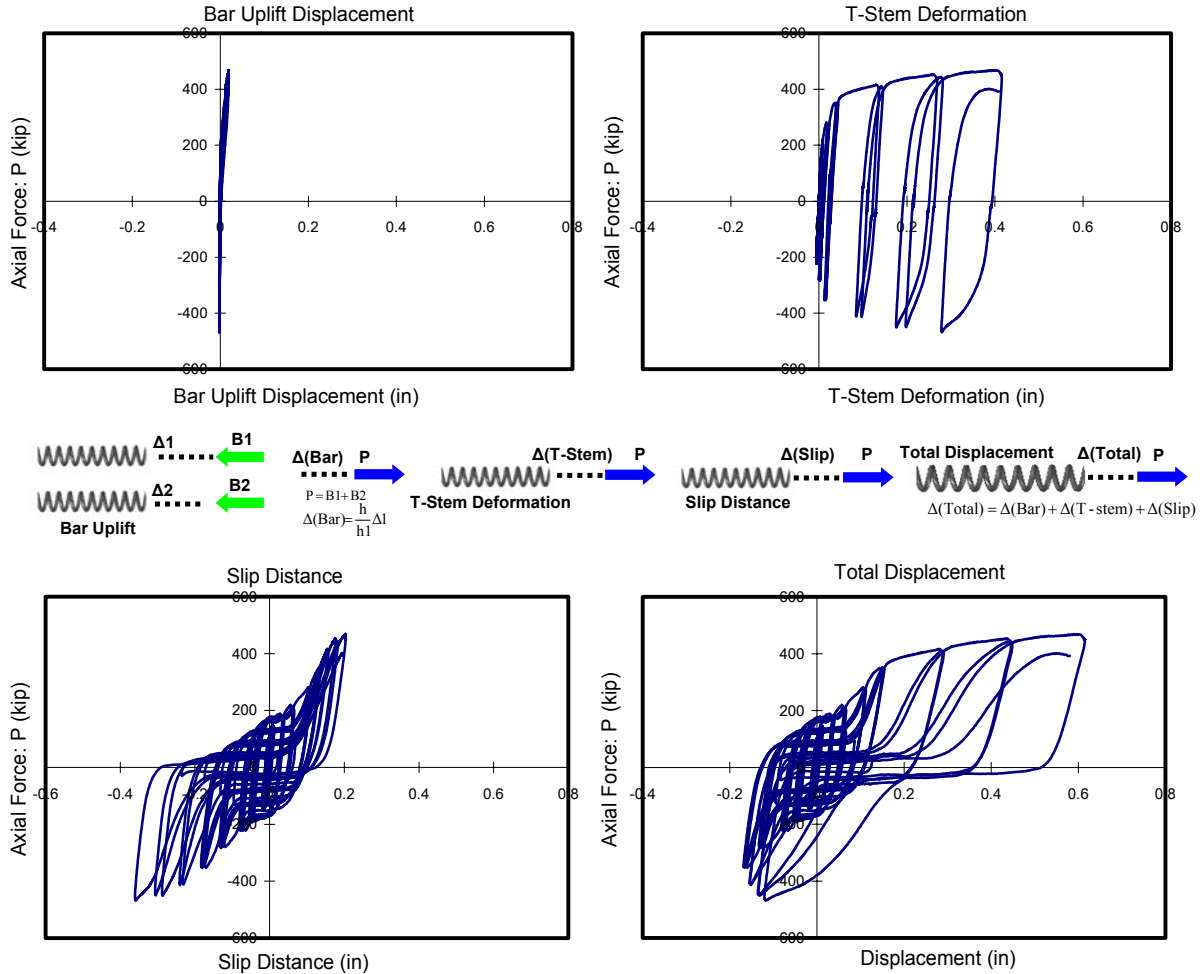 Bar Uplift Displacement
600
400
200
0
-200
-400
600
-0.4
-0.2
0
0.2
0.4
0.6
0.8
Axial Force: P (kip)
Bar Uplift Displacement (in)
T-Stem Deformation
600
400
200
0
-200
-400
600
-0.4
-0.2
0
0.2
0.4
0.6
0.8
Axial Force: P (kip)
T-Stem Deformation (in)
Δ1
B1
Δ2
B2
Bar Uplift
Δ(Bar) P
P = B1 + B2
Δ(Bar)= h/h1 Δ1
Δ(T-Stem) P
T-Stem Deformation
Δ(Slip) P
Slip Distance
Total Displacement
Δ(Total) P
Δ(Total) = Δ(Bar) + Δ(T - stem) + Δ(Slip)
Slip Distance
600
400
200
0
-200
-400
600
-0.6
-0.4
-0.2
0
0.2
0.4
0.6
0.8
Axial Force: P (kip)
Slip Distance (in)
Total Displacement
600
400
200
0
-200
-400
600
-0.4
-0.2
0
0.2
0.4
0.6
0.8
Axial Force: P (kip)
Displacement (in)